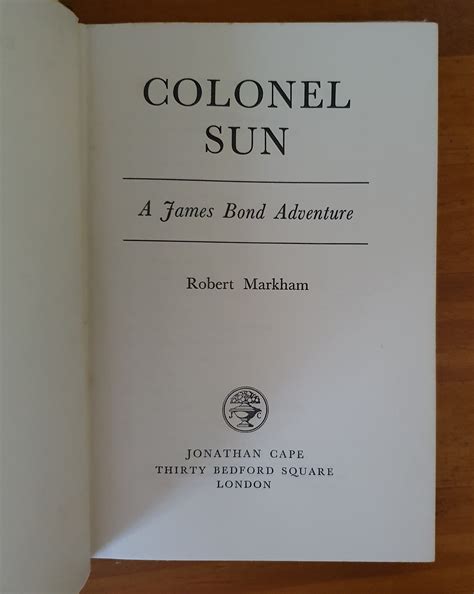 COLONEL
SUN
A James Bond Adventure
Robert Markham
J C
JONATHAN CAPE
THIRTY BEDFORD SQUARE
LONDON